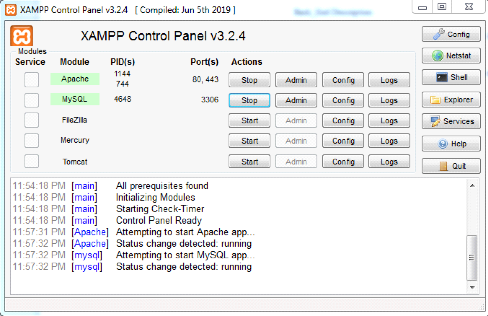 XAMPP Control Panel v3.2.4 [ Compiled: Jun 5th 2019 ]
XAMPP Control Panel v3.2.4
Config
Modules
Service Module PID(s) Port(s) Actions
Netstat
Apache 1144 744 80, 443 Stop Admin Config Logs
Shell
MySQL 4648 3306 Stop Admin Config Logs
Explorer
FileZilla Start Admin Config Logs
Services
Mercury Start Admin Config Logs
Help
Tomcat Start Admin Config Logs
Quit
11:54:18 PM [main] All prerequisites found
11:54:18 PM [main] Initializing Modules
11:54:18 PM [main] Starting Check-Timer
11:54:18 PM [main] Control Panel Ready
11:57:31 PM [Apache] Attempting to start Apache app...
11:57:32 PM [Apache] Status change detected: running
11:57:32 PM [mysql] Attempting to start MySQL app...
11:57:32 PM [mysql] Status change detected: running